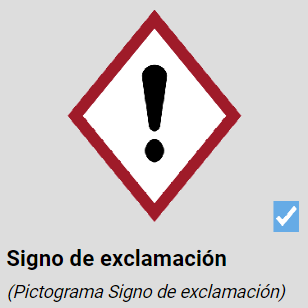 Signo de exclamación
(Pictograma Signo de exclamación)